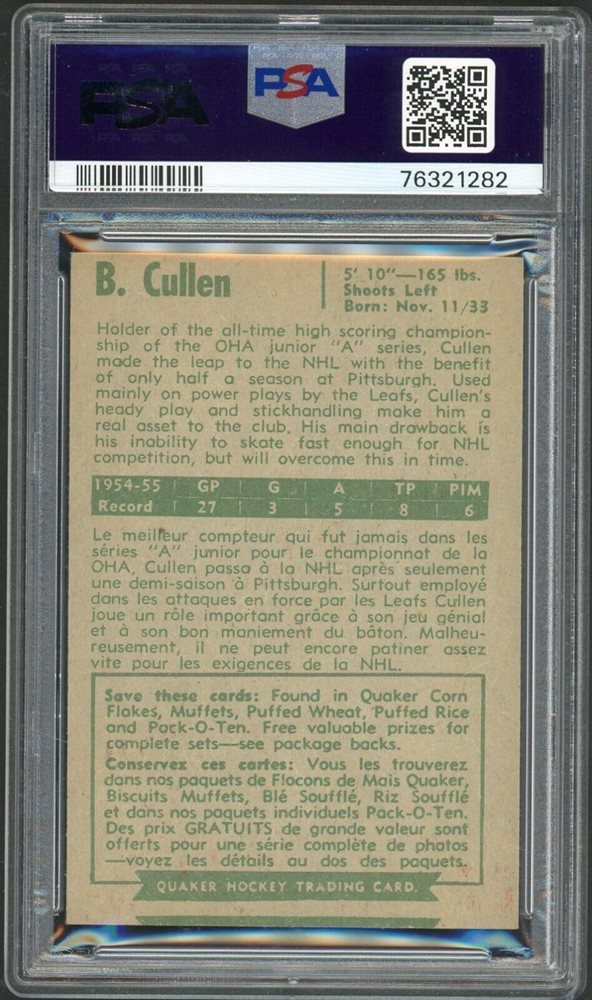 PSA
PSA
76321282
B. Cullen
5' 10"—165 lbs.
Shoots Left
Born: Nov. 11/33
Holder of the all-time high scoring champion-
ship of the OHA junior "A" series, Cullen
made the leap to the NHL with the benefit
of only half a season at Pittsburgh. Used
mainly on power plays by the Leafs, Cullen's
heady play and stickhandling make him a
real asset to the club. His main drawback is
his inability to skate fast enough for NHL
competition, but will overcome this in time.
1954-55 GP G A TP PIM
Record 27 3 5 8 6
Le meilleur compteur qui fut jamais dans les
séries "A" junior pour le championnat de la
OHA, Cullen passa à la NHL après seulement
une demi-saison à Pittsburgh. Surtout employé
dans les attaques en force par les Leafs Cullen
joue un rôle important grâce à son jeu génial
et à son bon maniement du bâton. Malheu-
reusement, il ne peut encore patiner assez
vite pour les exigences de la NHL.
Save these cards: Found in Quaker Corn
Flakes, Muffets, Puffed Wheat, Puffed Rice
and Pack-O-Ten. Free valuable prizes for
complete sets—see package backs.
Conservez ces cartes: Vous les trouverez
dans nos paquets de Flocons de Mais Quaker,
Biscuits Muffets, Blé Soufflé, Riz Soufflé
et dans nos paquets individuels Pack-O-Ten.
Des prix GRATUITS de grande valeur sont
offerts pour une série complète de photos
—voyez les détails au dos des paquets.
QUAKER HOCKEY TRADING CARD.